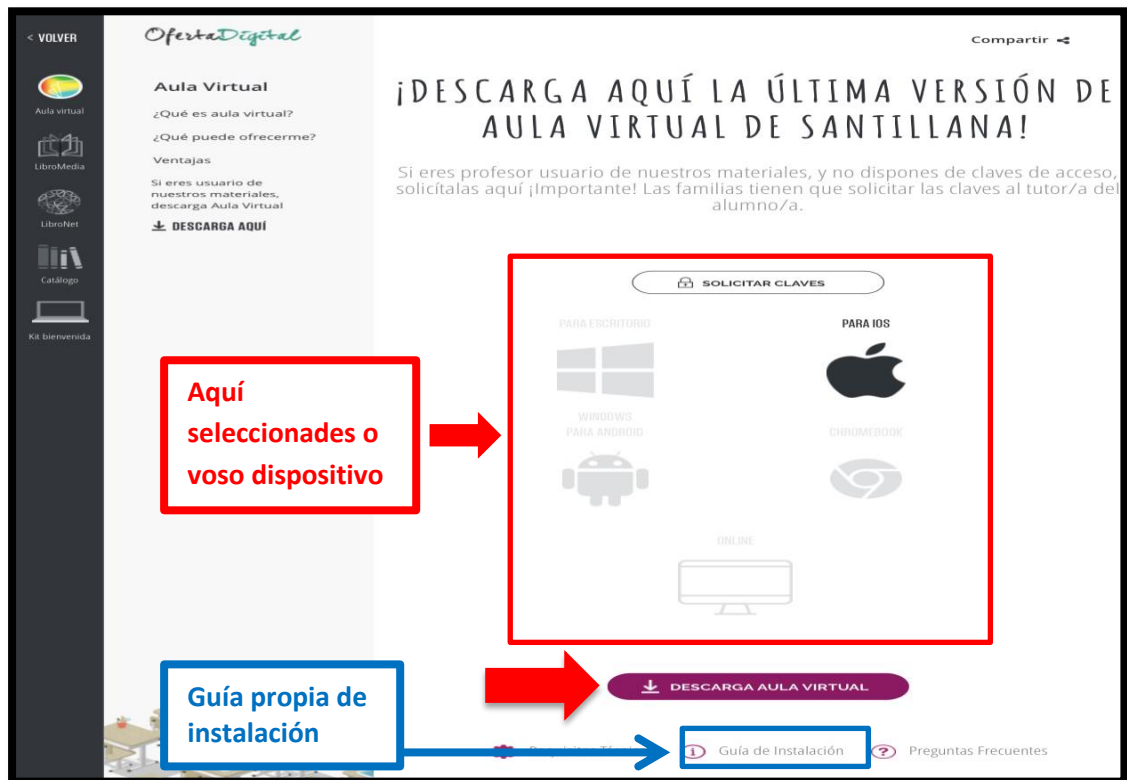 < VOLVER
Aula virtual
LibroMedia
LibroNet
Catálogo
Kit bienvenida
OfertaDigital
Aula Virtual
¿Qué es aula virtual?
¿Qué puede ofrecerme?
Ventajas
Si eres usuario de
nuestros materiales,
descarga Aula Virtual
DESCARGA AQUÍ
Compartir
¡DESCARGA AQUÍ LA ÚLTIMA VERSIÓN DE
AULA VIRTUAL DE SANTILLANA!
Si eres profesor usuario de nuestros materiales, y no dispones de claves de acceso,
solicítalas aquí ¡Importante! Las familias tienen que solicitar las claves al tutor/a del
alumno/a.
SOLICITAR CLAVES
PARA ESCRITORIO
PARA IOS
WINDOWS
PARA ANDROID
CHROMEBOOK
ONLINE
Aquí
seleccionades o
voso dispositivo
DESCARGA AULA VIRTUAL
Guía propia de
instalación
Guía de Instalación
Preguntas Frecuentes